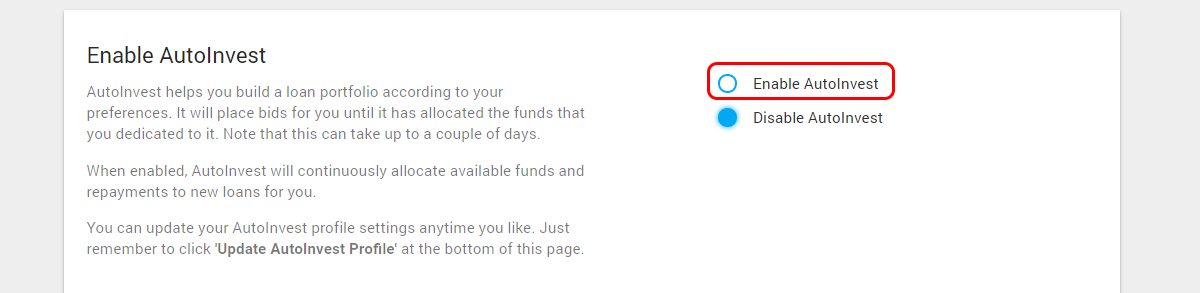 Enable AutoInvest
AutoInvest helps you build a loan portfolio according to your
preferences. It will place bids for you until it has allocated the funds that
you dedicated to it. Note that this can take up to a couple of days.
When enabled, AutoInvest will continuously allocate available funds and
repayments to new loans for you.
You can update your AutoInvest profile settings anytime you like. Just
remember to click 'Update AutoInvest Profile' at the bottom of this page.
Enable AutoInvest
Disable AutoInvest